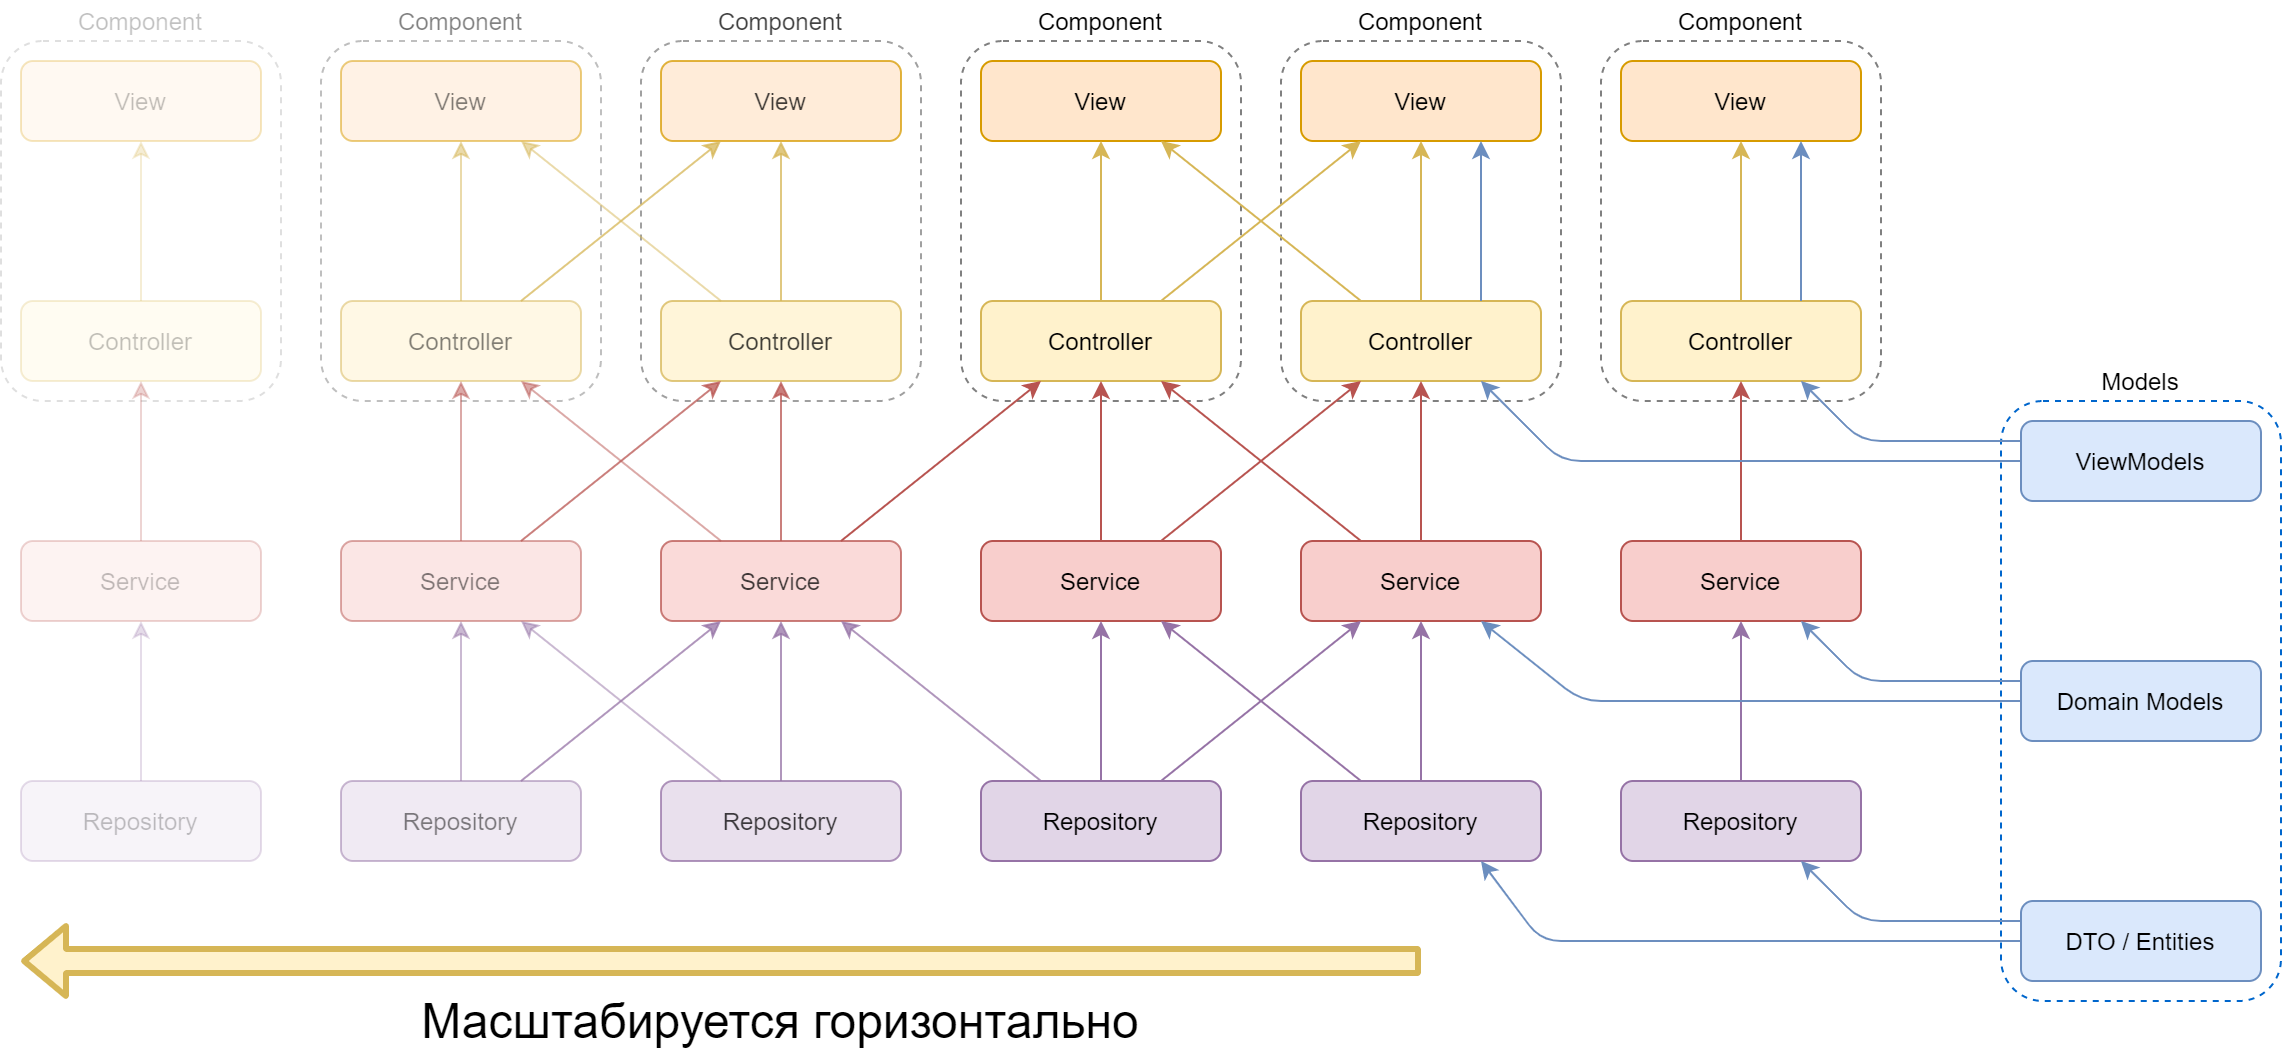 Component
Component
Component
Component
Component
Component
View
View
View
View
View
View
Controller
Controller
Controller
Controller
Controller
Controller
Models
ViewModels
Service
Service
Service
Service
Service
Service
Domain Models
Repository
Repository
Repository
Repository
Repository
Repository
DTO / Entities
Масштабируется горизонтально